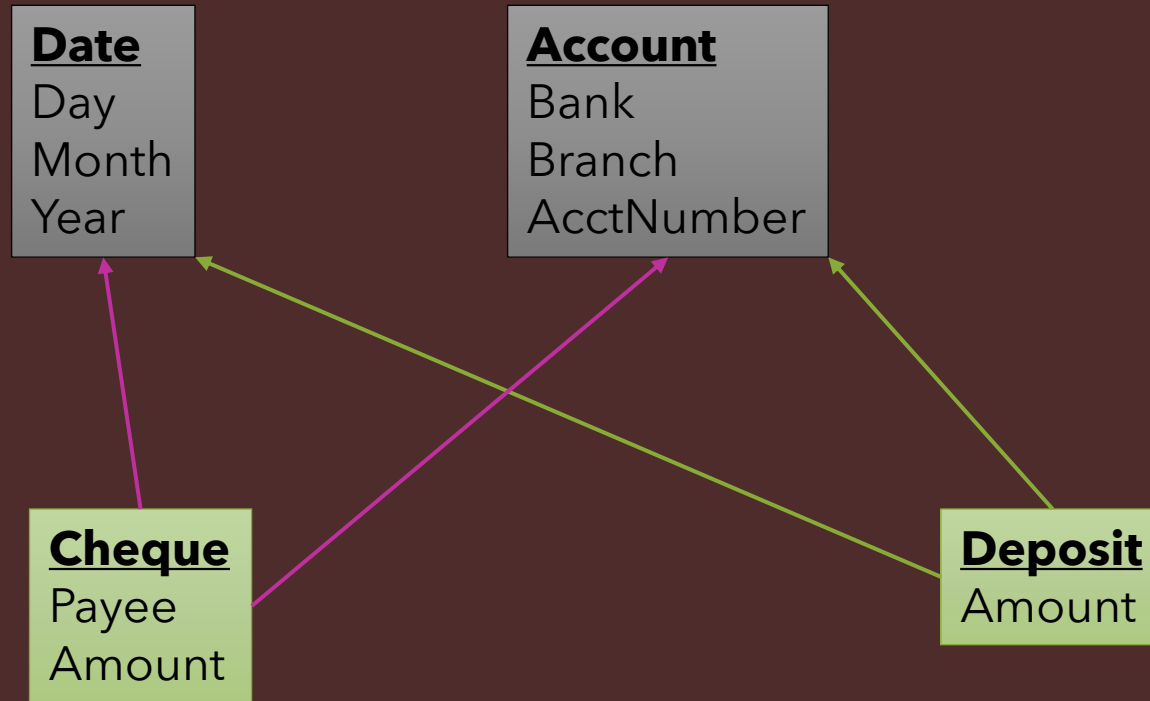 Date
Day
Month
Year
Account
Bank
Branch
AcctNumber
Cheque
Payee
Amount
Deposit
Amount